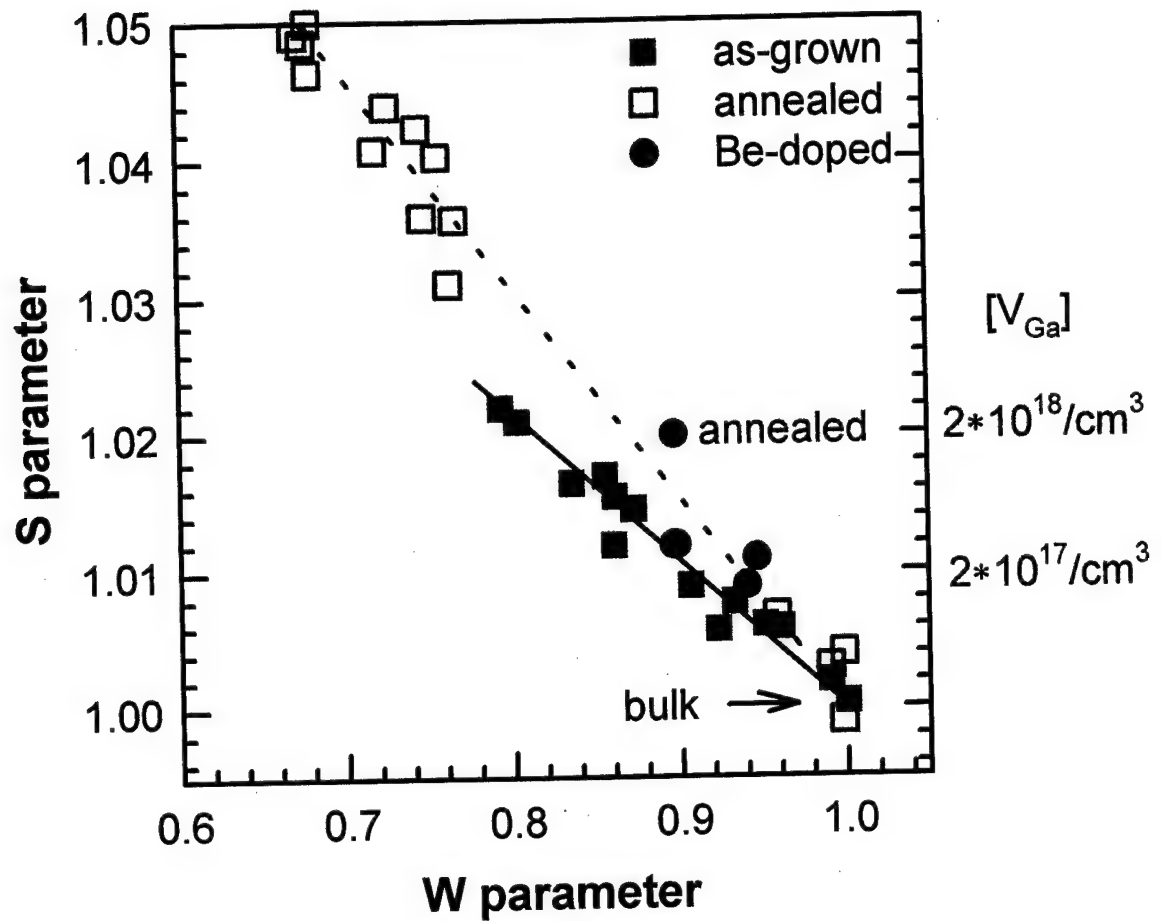 1.05
1.04
1.03
1.02
1.01
1.00
S parameter
as-grown
annealed
Be-doped
annealed
bulk
[V_Ga]
2*10^18/cm^3
2*10^17/cm^3
0.6 0.7 0.8 0.9 1.0
W parameter